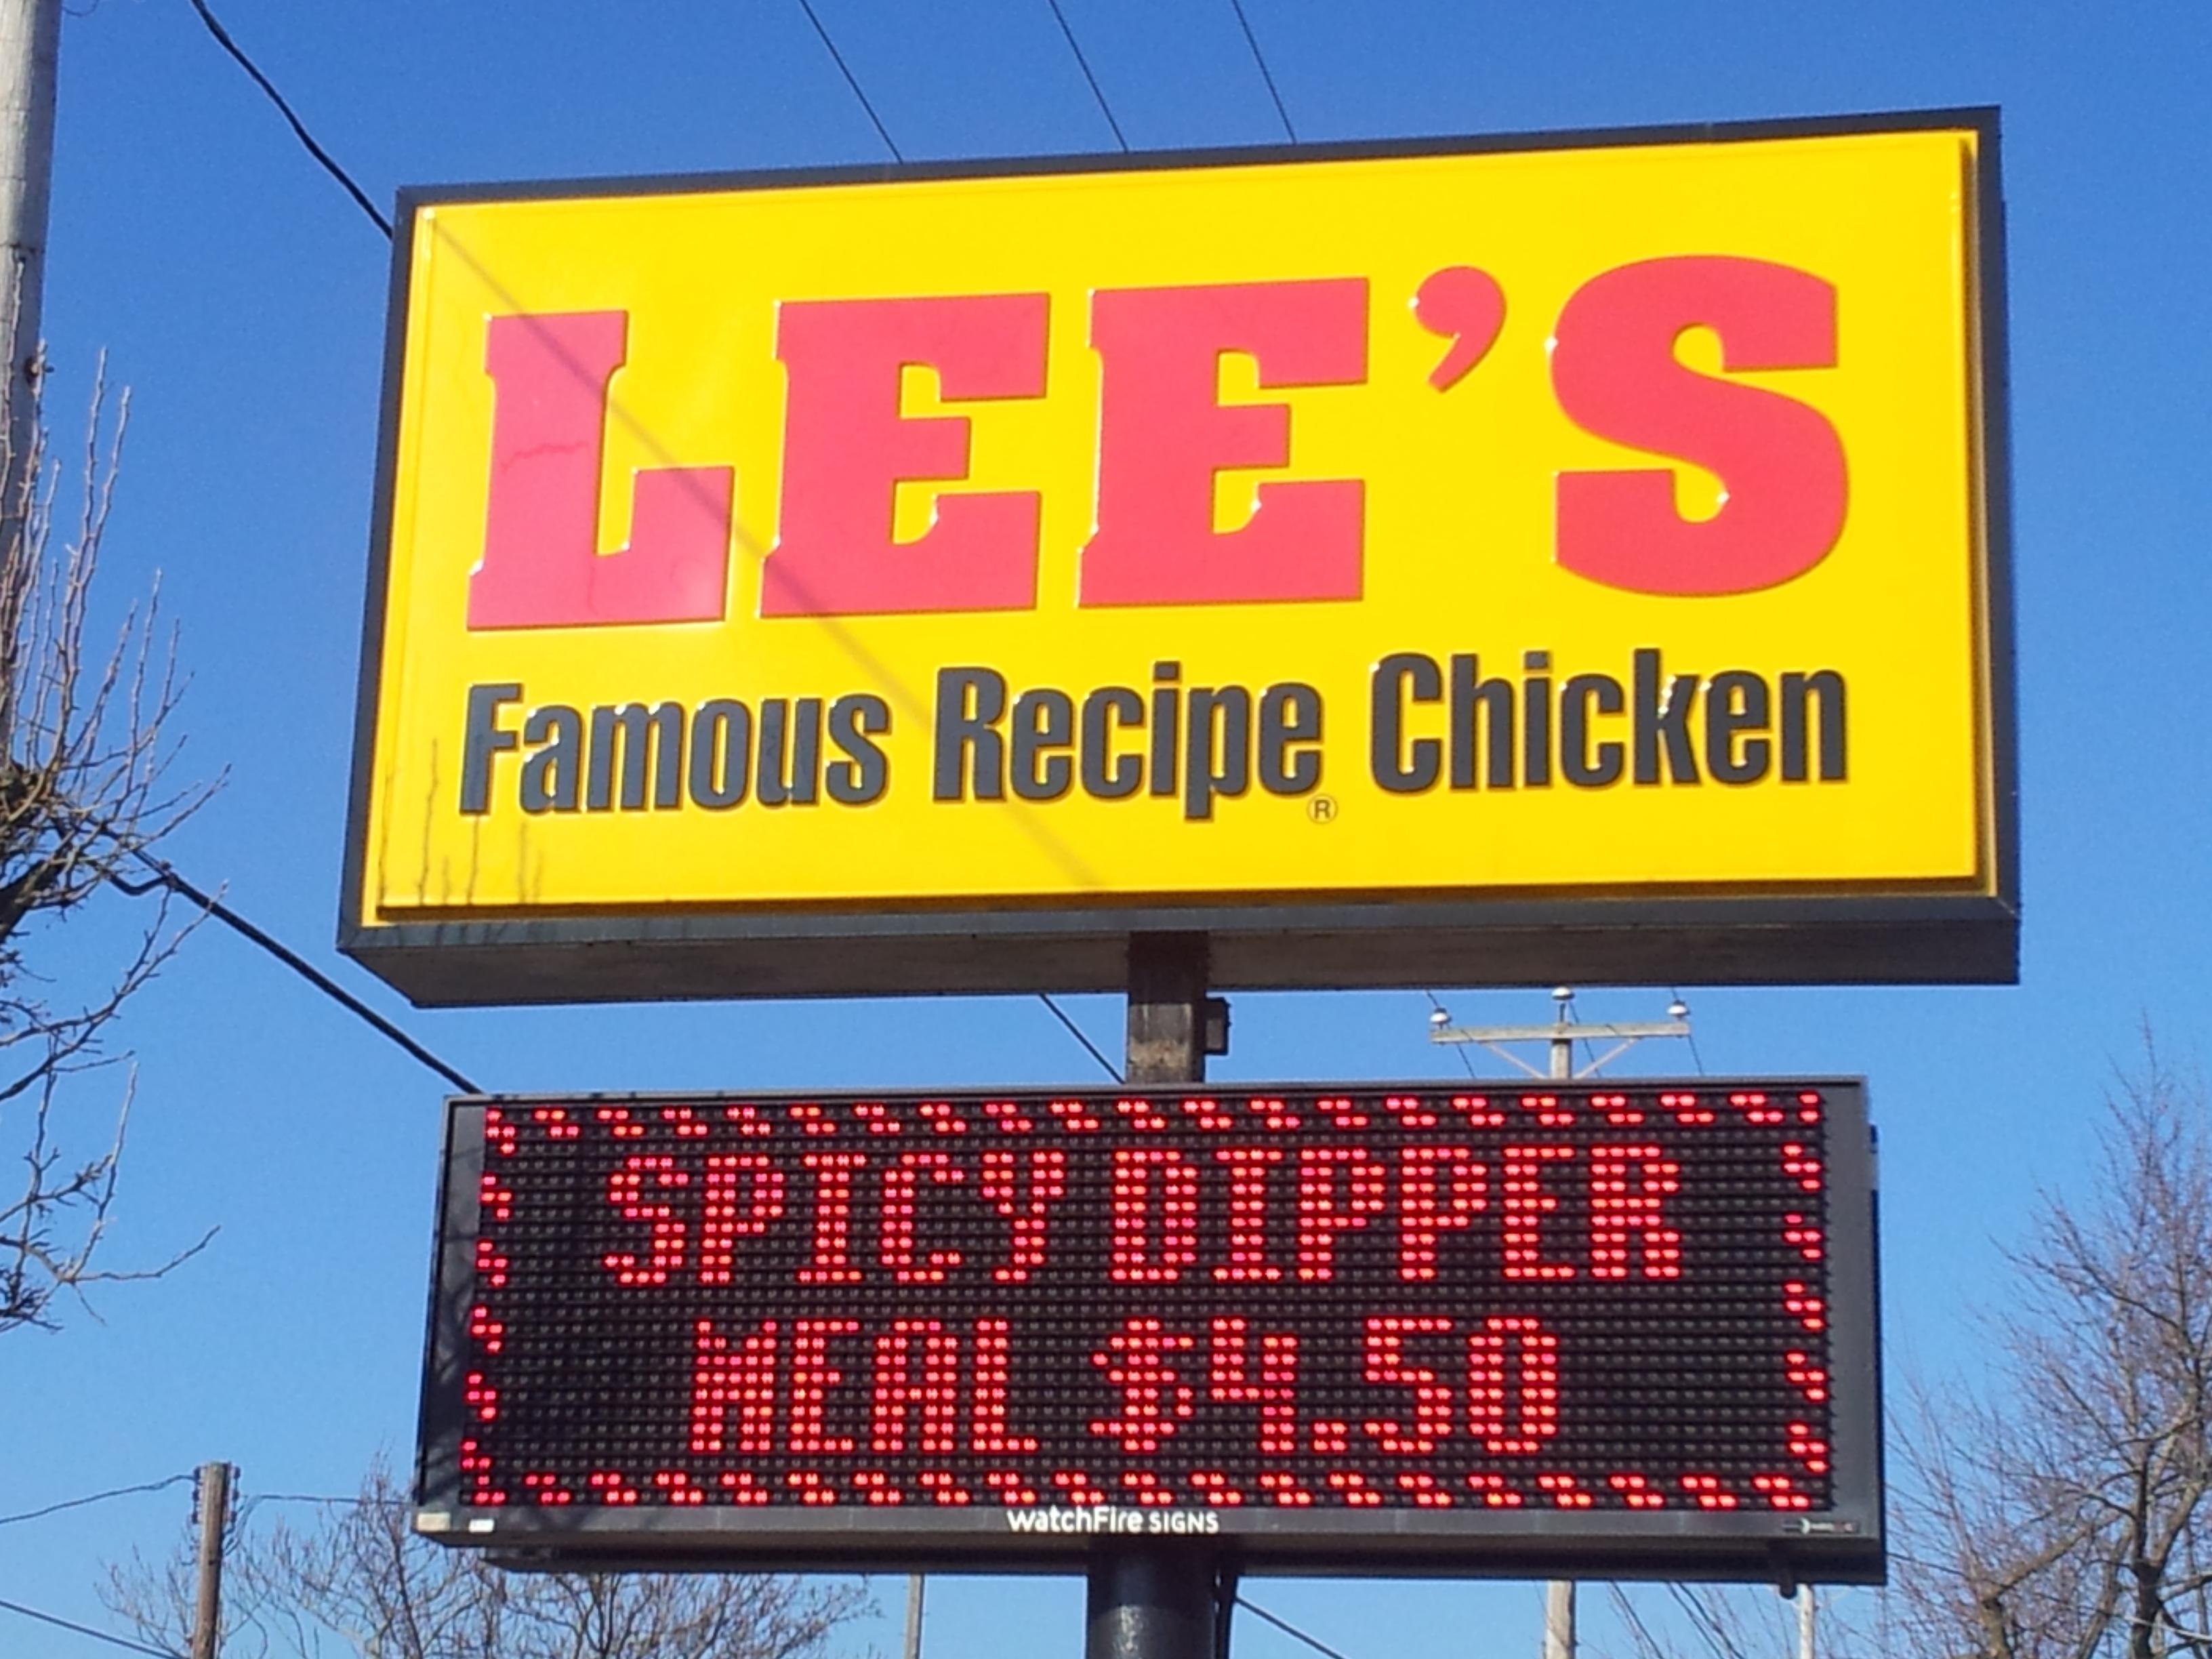 LEE'S
Famous Recipe Chicken
®
SPICY DIPPER
MEAL $4.50
watchFire SIGNS